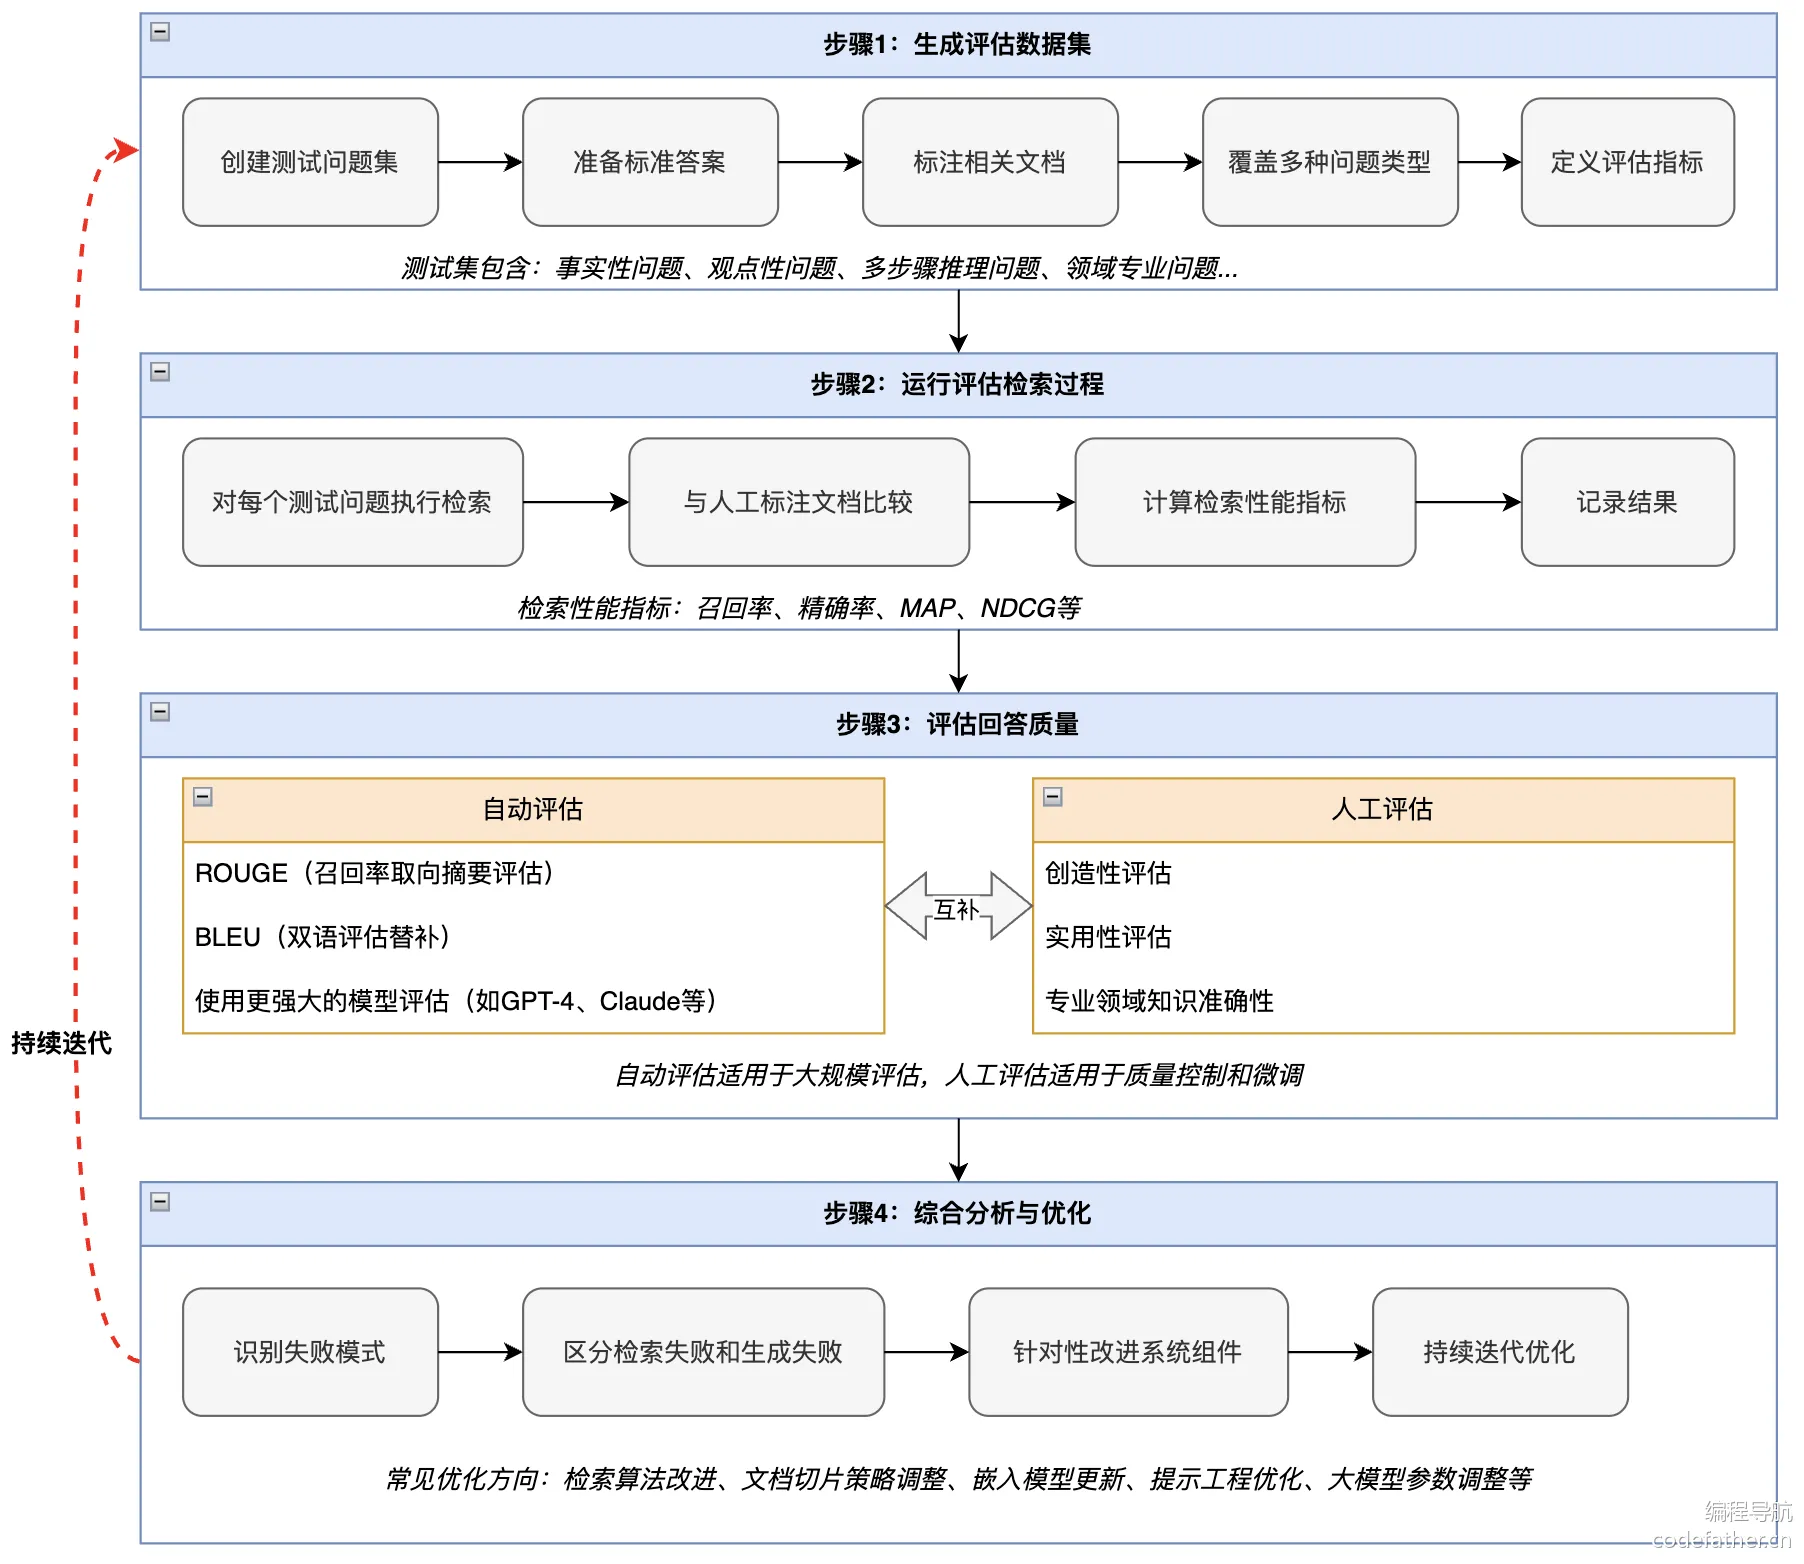 步骤1：生成评估数据集
创建测试问题集
准备标准答案
标注相关文档
覆盖多种问题类型
定义评估指标
测试集包含：事实性问题、观点性问题、多步骤推理问题、领域专业问题...
步骤2：运行评估检索过程
对每个测试问题执行检索
与人工标注文档比较
计算检索性能指标
记录结果
检索性能指标：召回率、精确率、MAP、NDCG等
步骤3：评估回答质量
自动评估
ROUGE（召回率取向摘要评估）
BLEU（双语评估替补）
使用更强大的模型评估（如GPT-4、Claude等）
互补
人工评估
创造性评估
实用性评估
专业领域知识准确性
自动评估适用于大规模评估，人工评估适用于质量控制和微调
持续迭代
步骤4：综合分析与优化
识别失败模式
区分检索失败和生成失败
针对性改进系统组件
持续迭代优化
常见优化方向：检索算法改进、文档切片策略调整、嵌入模型更新、提示工程优化、大模型参数调整等
编程导航
codefather.cn